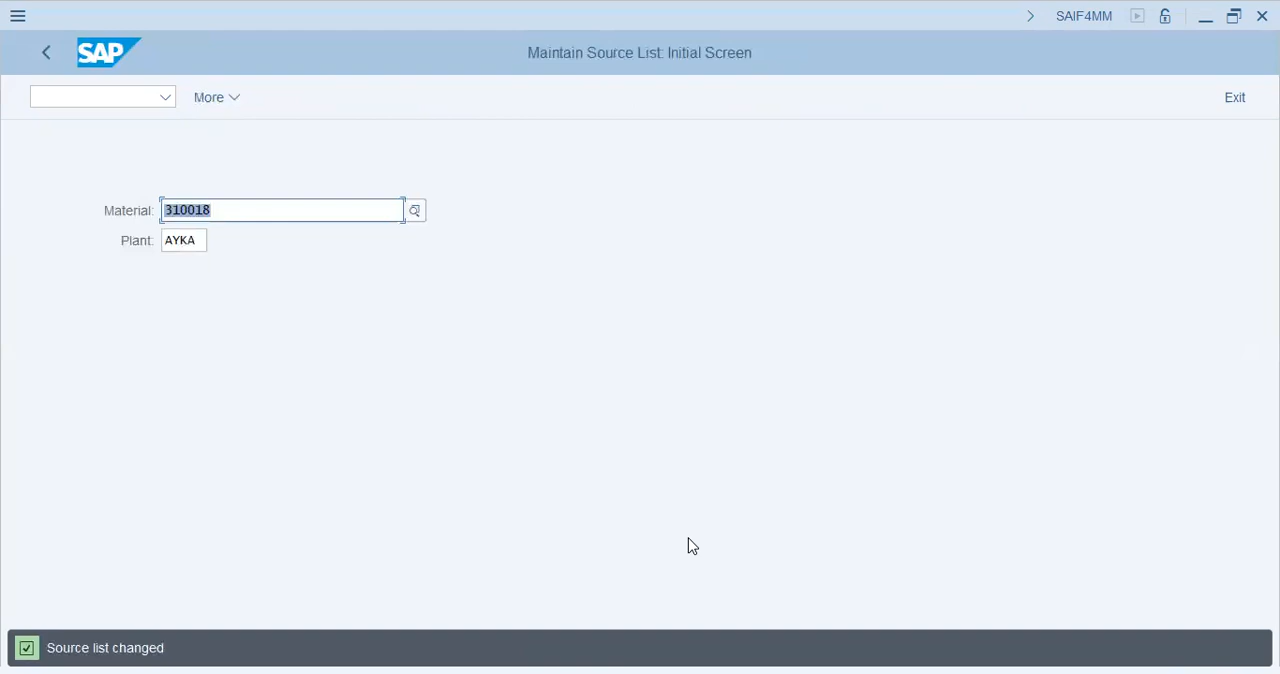 SAIF4MM
SAP
Maintain Source List: Initial Screen
More
Exit
Material: 310018
Plant: AYKA
Source list changed